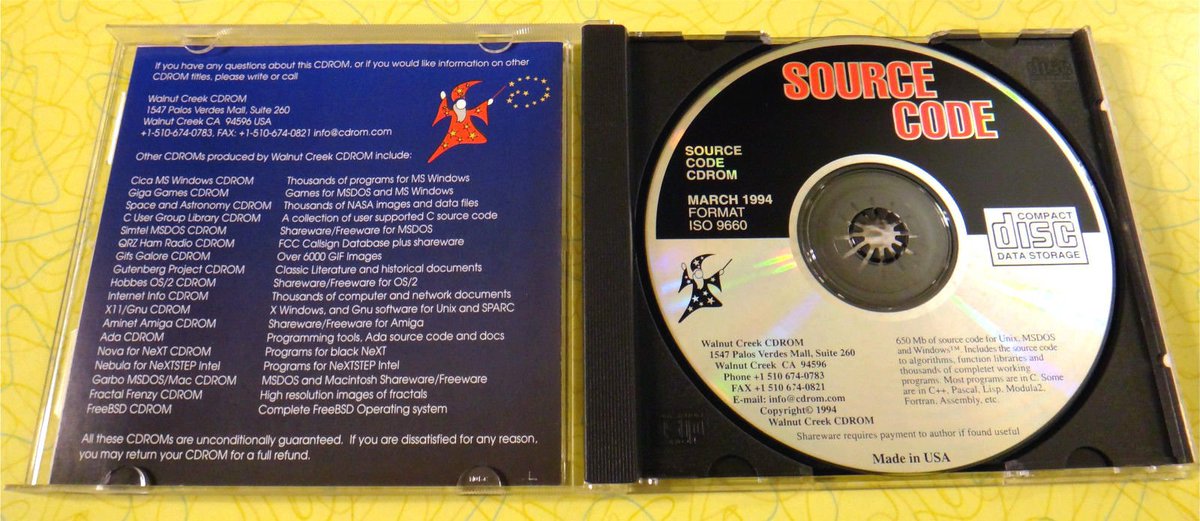 If you have any questions about this CDROM, or if you would like information on other
CDROM titles, please write or call
Walnut Creek CDROM
1547 Palos Verdes Mall, Suite 260
Walnut Creek CA 94596 USA
+1-510-674-0783, FAX: +1-510-674-0821 info@cdrom.com
Other CDROMs produced by Walnut Creek CDROM include:
Cica MS Windows CDROM Thousands of programs for MS Windows
Giga Games CDROM Games for MSDOS and MS Windows
Space and Astronomy CDROM Thousands of NASA images and data files
C User Group Library CDROM A collection of user supported C source code
Simtel MSDOS CDROM Shareware/Freeware for MSDOS
QRZ Ham Radio CDROM FCC Callsign Database plus shareware
Gifs Galore CDROM Over 6000 GIF Images
Gutenberg Project CDROM Classic Literature and historical documents
Hobbes OS/2 CDROM Shareware/Freeware for OS/2
Internet Info CDROM Thousands of computer and network documents
X11/Gnu CDROM X Windows, and Gnu software for Unix and SPARC
Aminet Amiga CDROM Shareware/Freeware for Amiga
Ada CDROM Programming tools, Ada source code and docs
Nova for NeXT CDROM Programs for black NeXT
Nebula for NeXTSTEP Intel Programs for NeXTSTEP Intel
Garbo MSDOS/Mac CDROM MSDOS and Macintosh Shareware/Freeware
Fractal Frenzy CDROM High resolution images of fractals
FreeBSD CDROM Complete FreeBSD Operating system
All these CDROMs are unconditionally guaranteed. If you are dissatisfied for any reason,
you may return your CDROM for a full refund.
SOURCE
CODE
SOURCE
CODE
CDROM
MARCH 1994
FORMAT
ISO 9660
COMPACT
disc
DATA STORAGE
Walnut Creek CDROM
1547 Palos Verdes Mall, Suite 260
Walnut Creek CA 94596
Phone +1 510 674-0783
FAX +1 510 674-0821
E-mail: info@cdrom.com
Copyright© 1994
Walnut Creek CDROM
650 Mb of source code for Unix, MSDOS
and Windows™ Includes the source code
to algorithms, function libraries and
thousands of completet working
programs. Most programs are in C. Some
are in C++, Pascal, Lisp, Modula2,
Fortran, Assembly, etc.
Shareware requires payment to author if found useful
Made in USA